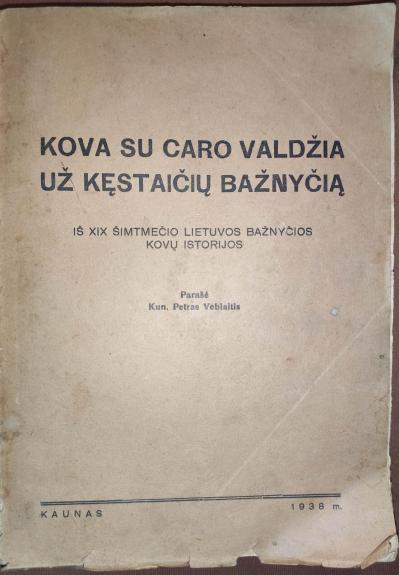 KOVA SU CARO VALDŽIA
UŽ KĘSTAIČIŲ BAŽNYČIĄ
IŠ XIX ŠIMTMEČIO LIETUVOS BAŽNYČIOS
KOVŲ ISTORIJOS
Parašė
Kun. Petras Veblaitis
KAUNAS 1938 m.